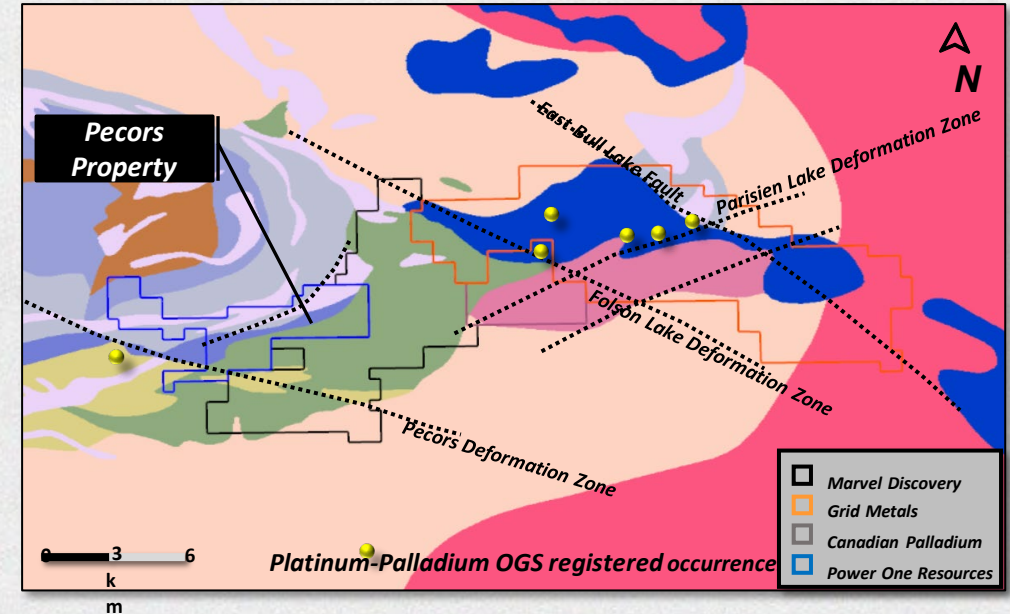 N
East Bull Lake Fault
Parisien Lake Deformation Zone
Pecors
Property
Folson Lake Deformation Zone
Pecors Deformation Zone
Marvel Discovery
Grid Metals
Canadian Palladium
Power One Resources
0 3 6
k
m
Platinum-Palladium OGS registered occurrence